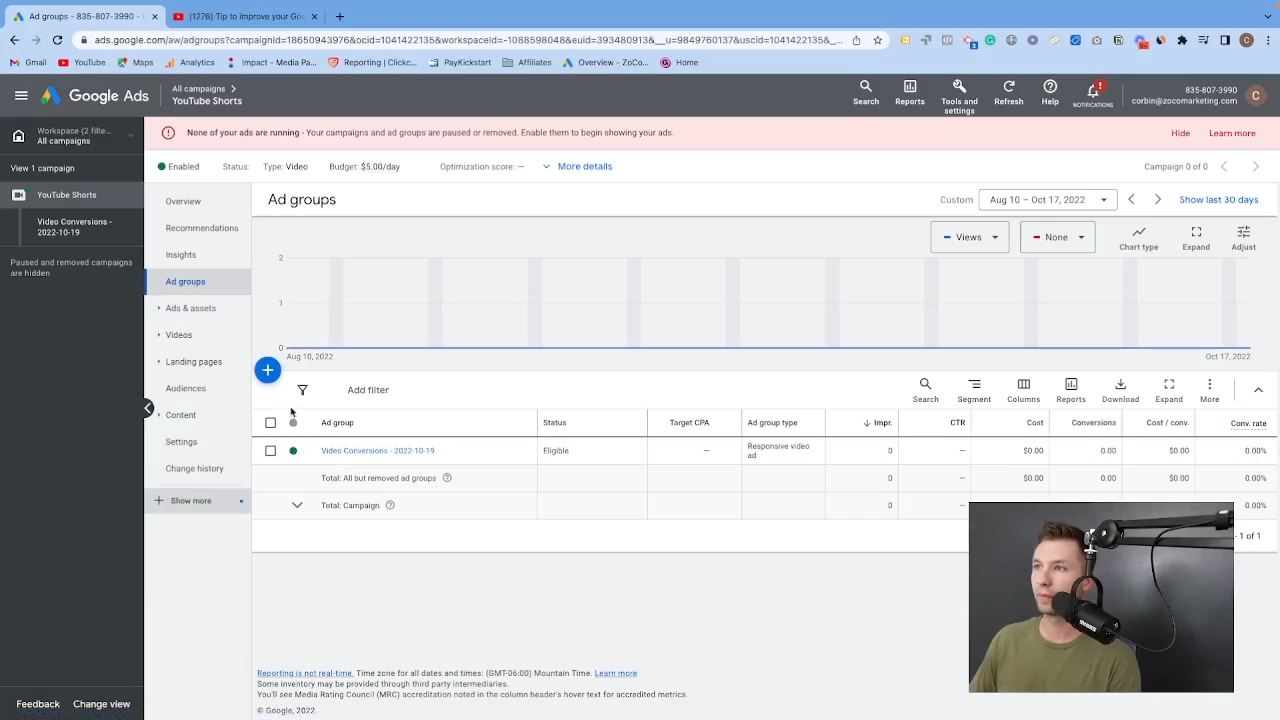 Ad groups - 835-807-3990 -
(1276) Tip to improve your Goo
ads.google.com/aw/adgroups?campaignId=18650943976&ocid=1041422135&workspaceId=-1088598048&euid=393480913&__u=9849760137&uscid=1041422135&_...
Gmail
YouTube
Maps
Analytics
Impact - Media Pa...
Reporting | Clickc...
PayKickstart
Affiliates
Overview – ZoCo...
Home
Google Ads
All campaigns
YouTube Shorts
Search
Reports
Tools and
settings
Refresh
Help
NOTIFICATIONS
835-807-3990
corbin@zocomarketing.com
C
Workspace (2 filte...
All campaigns
None of your ads are running - Your campaigns and ad groups are paused or removed. Enable them to begin showing your ads.
Hide
Learn more
View 1 campaign
Enabled
Status:
Type: Video
Budget: $5.00/day
Optimization score: –
More details
Campaign 0 of 0
YouTube Shorts
Video Conversions -
2022-10-19
Paused and removed campaigns
are hidden
Overview
Recommendations
Insights
Ad groups
Ads & assets
Videos
Landing pages
Audiences
Content
Settings
Change history
Show more
Ad groups
Custom
Aug 10 – Oct 17, 2022
Show last 30 days
Views
None
Chart type
Expand
Adjust
2
1
0
Aug 10, 2022
Oct 17, 2022
Add filter
Search
Segment
Columns
Reports
Download
Expand
More
Ad group
Status
Target CPA
Ad group type
Impr.
CTR
Cost
Conversions
Cost / conv.
Conv. rate
Video Conversions - 2022-10-19
Eligible
–
Responsive video
ad
0
–
$0.00
0.00
$0.00
0.00%
Total: All but removed ad groups
0
–
$0.00
0.00
$0.00
0.00%
Total: Campaign
0
–
$0.00
0.00
$0.00
0.00%
- 1 of 1
Reporting is not real-time. Time zone for all dates and times: (GMT-06:00) Mountain Time. Learn more
Some inventory may be provided through third party intermediaries.
You'll see Media Rating Council (MRC) accreditation noted in the column header's hover text for accredited metrics.
© Google, 2022.
Feedback
Change view